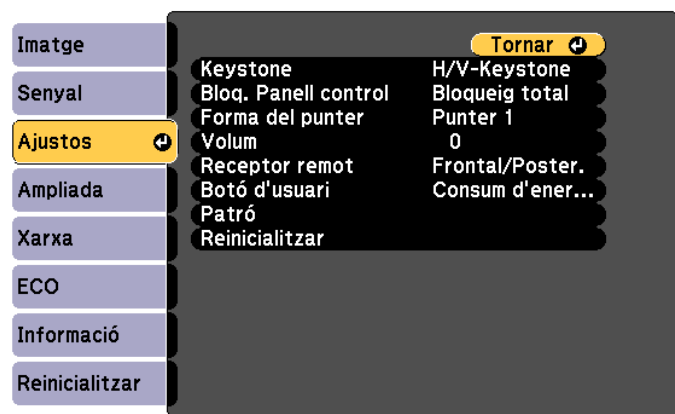 Imatge
Senyal
Ajustos
Ampliada
Xarxa
ECO
Informació
Reinicialitzar
Tornar
Keystone H/V-Keystone
Bloq. Panell control Bloqueig total
Forma del punter Punter 1
Volum 0
Receptor remot Frontal/Poster.
Botó d'usuari Consum d'ener...
Patró
Reinicialitzar